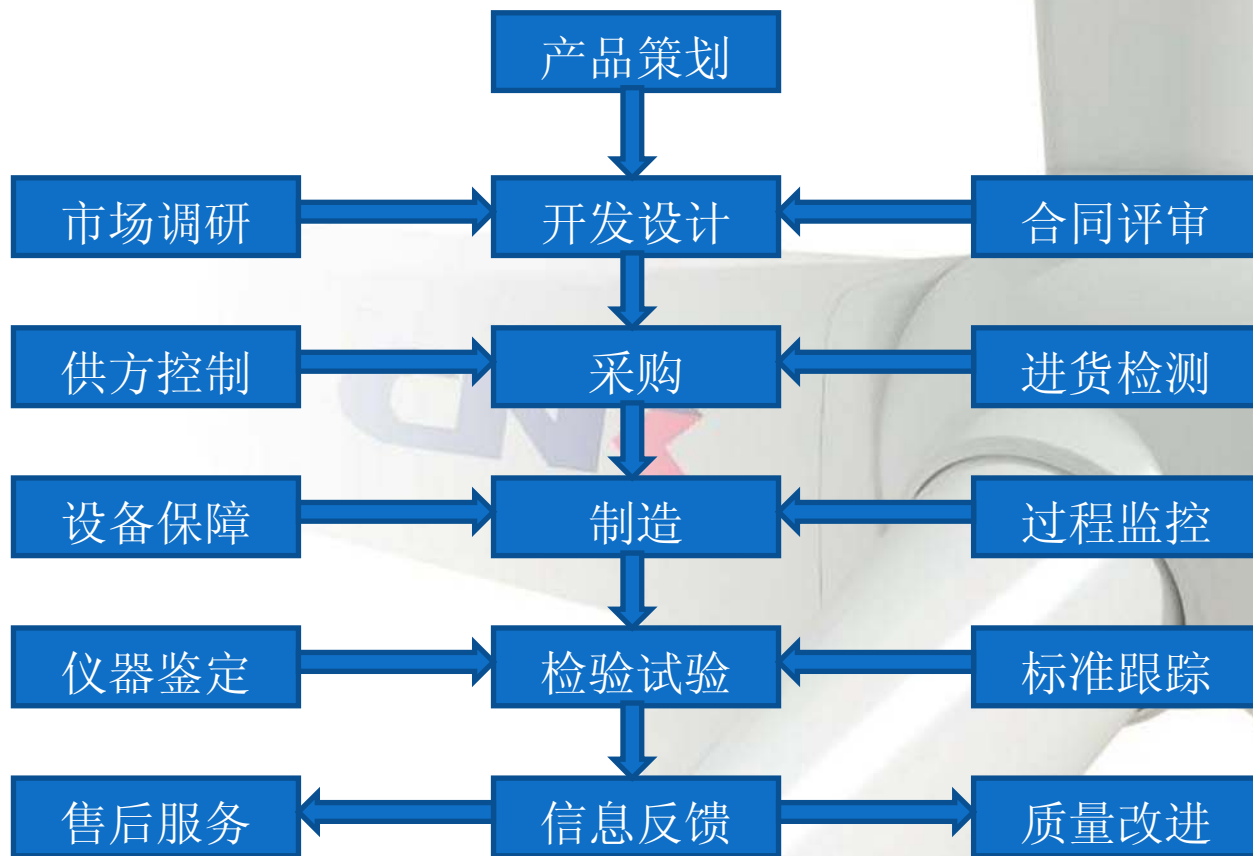 产品策划
市场调研 开发设计 合同评审
供方控制 采购 进货检测
设备保障 制造 过程监控
仪器鉴定 检验试验 标准跟踪
售后服务 信息反馈 质量改进